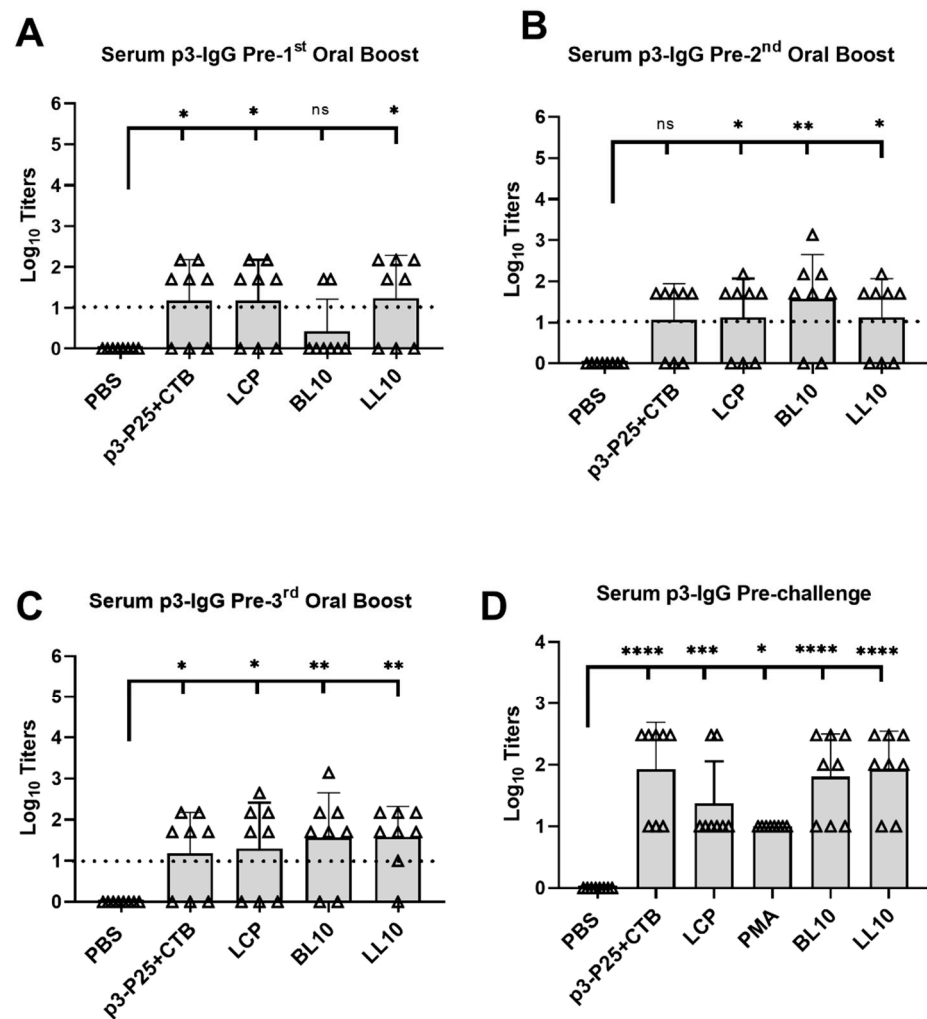 A
Serum p3-IgG Pre-1st Oral Boost
* * ns *
Log10 Titers
6
5
4
3
2
1
0
PBS
p3-P25+CTB
LCP
BL10
LL10
B
Serum p3-IgG Pre-2nd Oral Boost
ns * ** *
Log10 Titers
6
5
4
3
2
1
0
PBS
p3-P25+CTB
LCP
BL10
LL10
C
Serum p3-IgG Pre-3rd Oral Boost
* * ** **
Log10 Titers
6
5
4
3
2
1
0
PBS
p3-P25+CTB
LCP
BL10
LL10
D
Serum p3-IgG Pre-challenge
**** *** * **** ****
Log10 Titers
4
3
2
1
0
PBS
p3-P25+CTB
LCP
PMA
BL10
LL10